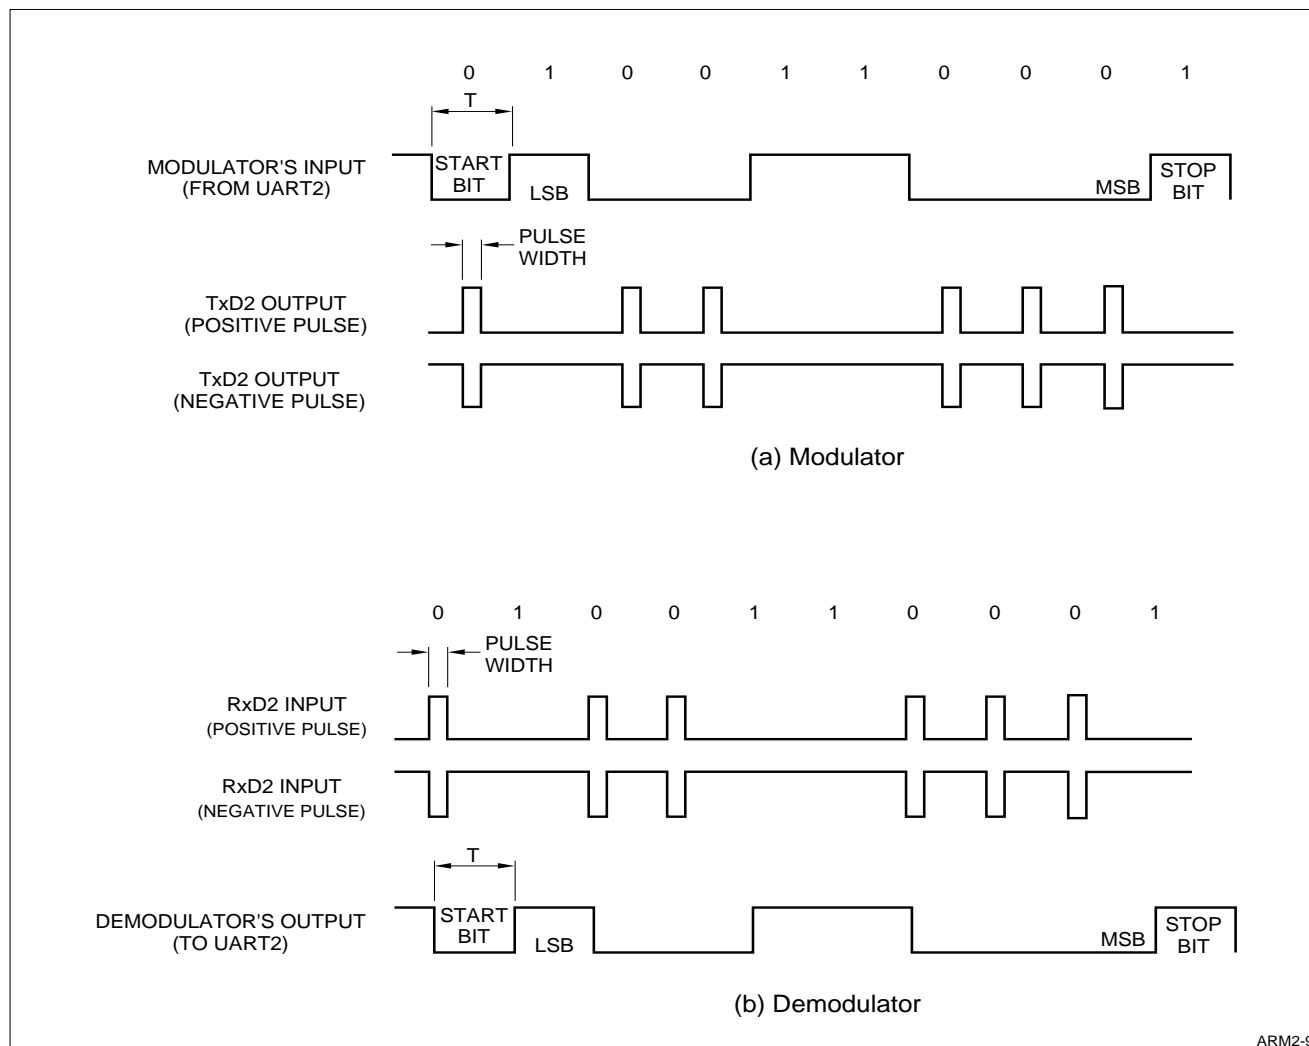 0 1 0 0 1 1 0 0 0 1
T
MODULATOR'S INPUT
(FROM UART2)
START
BIT
LSB
MSB
STOP
BIT
PULSE
WIDTH
TxD2 OUTPUT
(POSITIVE PULSE)
TxD2 OUTPUT
(NEGATIVE PULSE)
(a) Modulator
0 1 0 0 1 1 0 0 0 1
PULSE
WIDTH
RxD2 INPUT
(POSITIVE PULSE)
RxD2 INPUT
(NEGATIVE PULSE)
T
DEMODULATOR'S OUTPUT
(TO UART2)
START
BIT
LSB
MSB
STOP
BIT
(b) Demodulator
ARM2-9